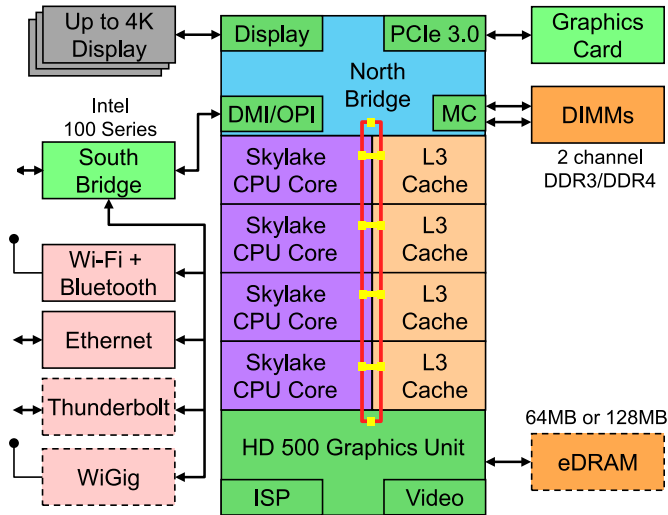 Up to 4K
Display
Display
PCIe 3.0
Graphics
Card
North
Bridge
Intel
100 Series
DMI/OPI
MC
DIMMs
South
Bridge
2 channel
DDR3/DDR4
Skylake
CPU Core
L3
Cache
Skylake
CPU Core
L3
Cache
Wi-Fi +
Bluetooth
Skylake
CPU Core
L3
Cache
Ethernet
Skylake
CPU Core
L3
Cache
Thunderbolt
64MB or 128MB
HD 500 Graphics Unit
eDRAM
WiGig
ISP
Video